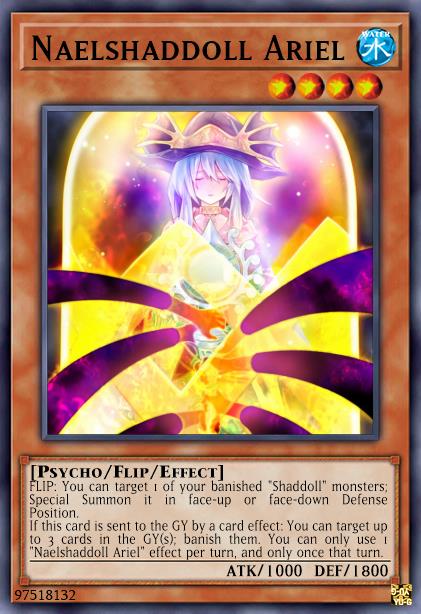 NAELSHADDOLL ARIEL
WATER
水
[PSYCHO/FLIP/EFFECT]
FLIP: You can target 1 of your banished "Shaddoll" monsters;
Special Summon it in face-up or face-down Defense
Position.
If this card is sent to the GY by a card effect: You can target up
to 3 cards in the GY(s); banish them. You can only use 1
"Naelshaddoll Ariel" effect per turn, and only once that turn.
ATK/1000 DEF/1800
97518132